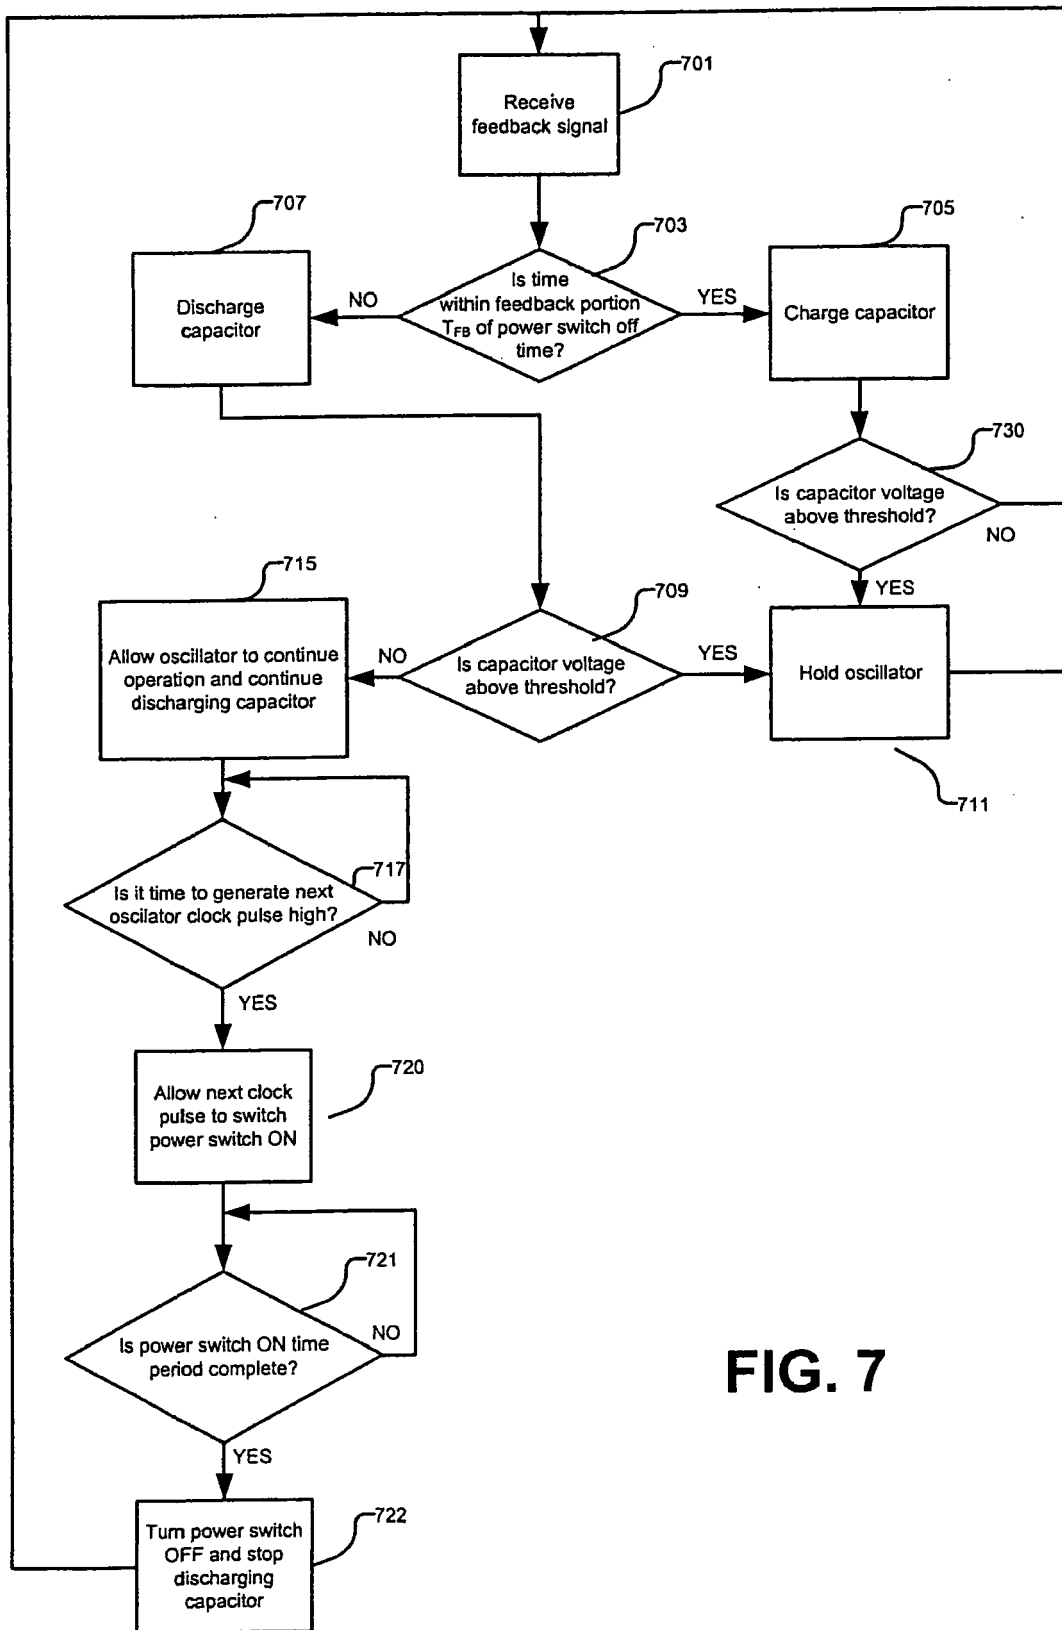 701
Receive
feedback signal
707
703
705
Discharge
capacitor
NO
Is time
within feedback portion
TFB of power switch off
time?
YES
Charge capacitor
730
Is capacitor voltage
above threshold?
NO
YES
715
709
Allow oscillator to continue
operation and continue
discharging capacitor
NO
Is capacitor voltage
above threshold?
YES
Hold oscillator
711
717
Is it time to generate next
oscilator clock pulse high?
NO
YES
720
Allow next clock
pulse to switch
power switch ON
721
Is power switch ON time
period complete?
NO
YES
722
Turn power switch
OFF and stop
discharging
capacitor
FIG. 7